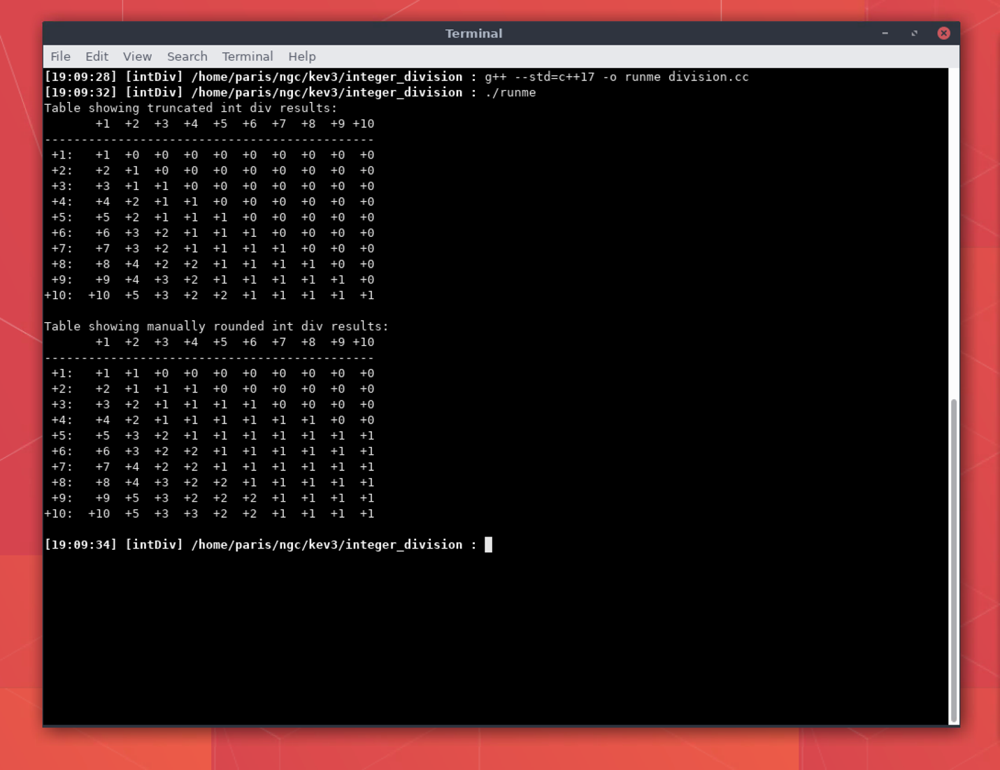 Terminal
File Edit View Search Terminal Help
[19:09:28] [intDiv] /home/paris/ngc/kev3/integer_division : g++ --std=c++17 -o runme division.cc
[19:09:32] [intDiv] /home/paris/ngc/kev3/integer_division : ./runme
Table showing truncated int div results:
       +1  +2  +3  +4  +5  +6  +7  +8  +9 +10
---------------------------------------------
 +1:   +1  +0  +0  +0  +0  +0  +0  +0  +0  +0
 +2:   +2  +1  +0  +0  +0  +0  +0  +0  +0  +0
 +3:   +3  +1  +1  +0  +0  +0  +0  +0  +0  +0
 +4:   +4  +2  +1  +1  +0  +0  +0  +0  +0  +0
 +5:   +5  +2  +1  +1  +1  +0  +0  +0  +0  +0
 +6:   +6  +3  +2  +1  +1  +1  +0  +0  +0  +0
 +7:   +7  +3  +2  +1  +1  +1  +1  +0  +0  +0
 +8:   +8  +4  +2  +2  +1  +1  +1  +1  +0  +0
 +9:   +9  +4  +3  +2  +1  +1  +1  +1  +1  +0
+10:  +10  +5  +3  +2  +2  +1  +1  +1  +1  +1
Table showing manually rounded int div results:
       +1  +2  +3  +4  +5  +6  +7  +8  +9 +10
---------------------------------------------
 +1:   +1  +1  +0  +0  +0  +0  +0  +0  +0  +0
 +2:   +2  +1  +1  +1  +0  +0  +0  +0  +0  +0
 +3:   +3  +2  +1  +1  +1  +1  +0  +0  +0  +0
 +4:   +4  +2  +1  +1  +1  +1  +1  +1  +0  +0
 +5:   +5  +3  +2  +1  +1  +1  +1  +1  +1  +1
 +6:   +6  +3  +2  +2  +1  +1  +1  +1  +1  +1
 +7:   +7  +4  +2  +2  +1  +1  +1  +1  +1  +1
 +8:   +8  +4  +3  +2  +2  +1  +1  +1  +1  +1
 +9:   +9  +5  +3  +2  +2  +2  +1  +1  +1  +1
+10:  +10  +5  +3  +3  +2  +2  +1  +1  +1  +1
[19:09:34] [intDiv] /home/paris/ngc/kev3/integer_division :